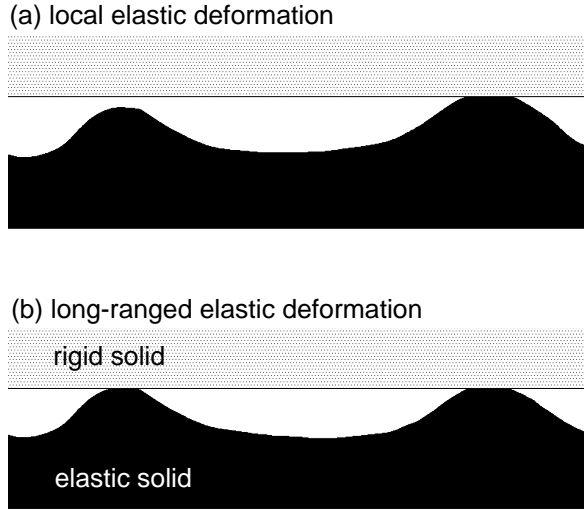 (a) local elastic deformation
(b) long-ranged elastic deformation
rigid solid
elastic solid